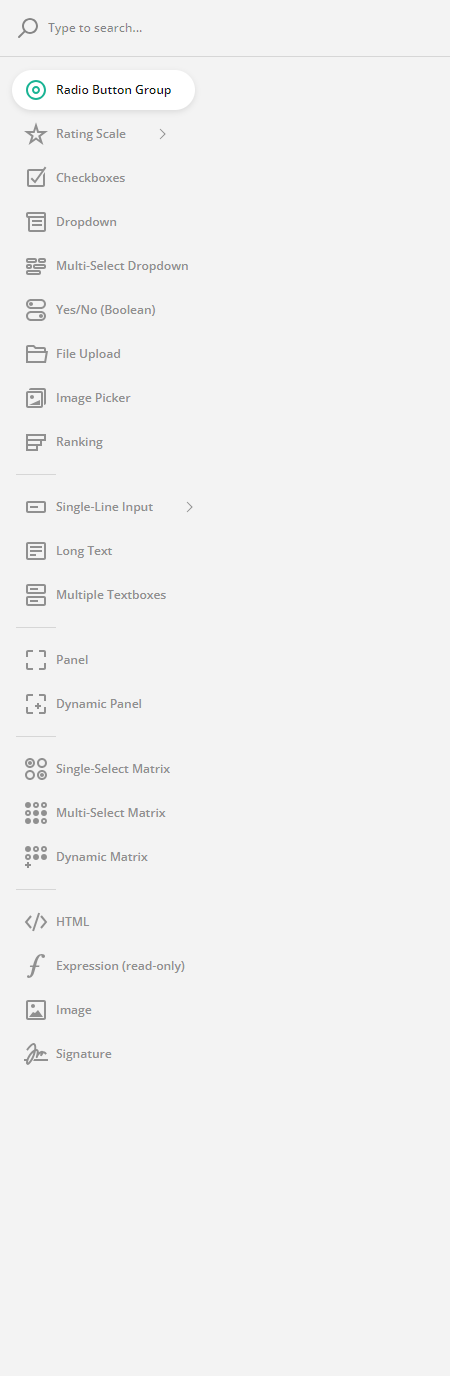 Type to search...
Radio Button Group
Rating Scale
Checkboxes
Dropdown
Multi-Select Dropdown
Yes/No (Boolean)
File Upload
Image Picker
Ranking
Single-Line Input
Long Text
Multiple Textboxes
Panel
Dynamic Panel
Single-Select Matrix
Multi-Select Matrix
Dynamic Matrix
HTML
Expression (read-only)
Image
Signature